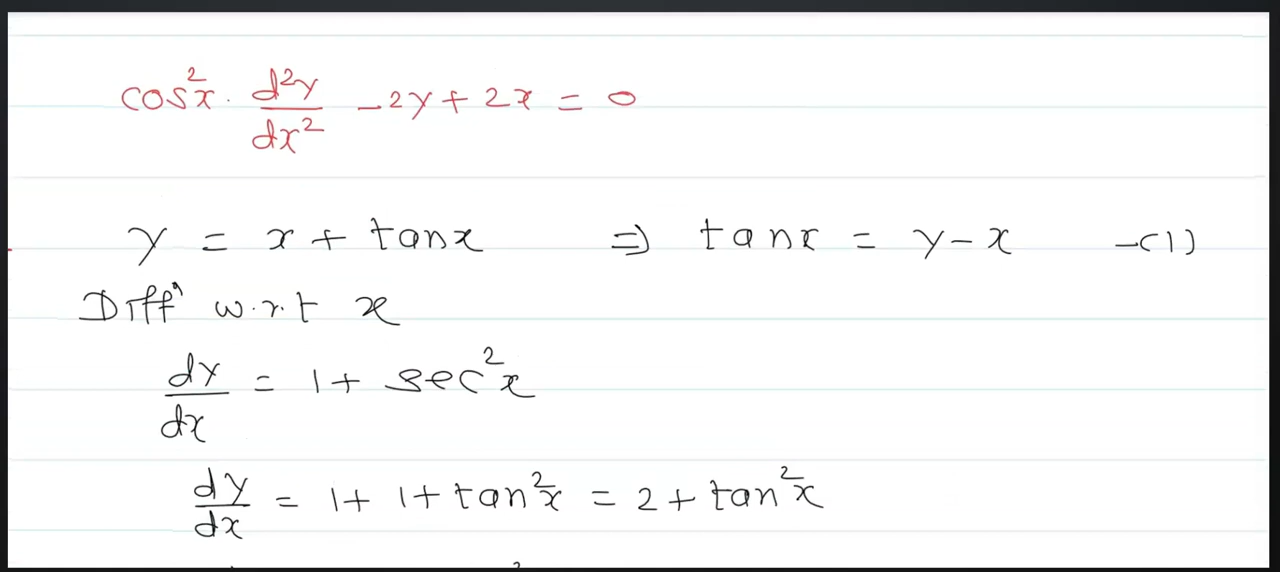 cos²x · d²y/dx² - 2y + 2x = 0
y = x + tanx ⇒ tanx = y - x -(1)
Diffⁿ w.r.t x
dy/dx = 1 + sec²x
dy/dx = 1 + 1 + tan²x = 2 + tan²x